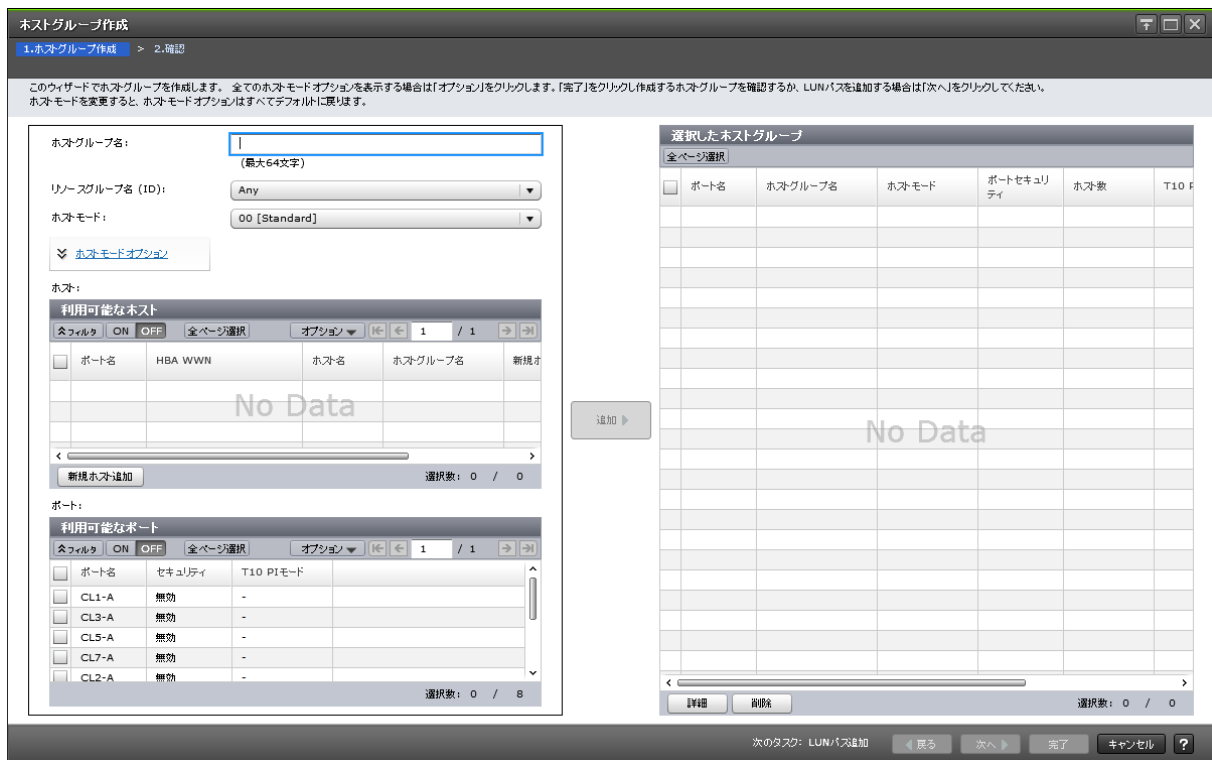 ホストグループ作成
1.ホストグループ作成 > 2.確認
このウィザードでホストグループを作成します。 全てのホストモードオプションを表示する場合は「オプション」をクリックします。「完了」をクリックし作成するホストグループを確認するか、LUNパスを追加する場合は「次へ」をクリックしてください。
ホストモードを変更すると、ホストモードオプションはすべてデフォルトに戻ります。
ホストグループ名:
(最大64文字)
リソースグループ名 (ID): Any
ホストモード: 00 [Standard]
ホストモードオプション
ホスト:
利用可能なホスト
フィルタ ON OFF 全ページ選択 オプション 1 / 1
ポート名 HBA WWN ホスト名 ホストグループ名 新規ホ
No Data
新規ホスト追加 選択数: 0 / 0
ポート:
利用可能なポート
フィルタ ON OFF 全ページ選択 オプション 1 / 1
ポート名 セキュリティ T10 PIモード
CL1-A 無効 -
CL3-A 無効 -
CL5-A 無効 -
CL7-A 無効 -
CL2-A 無効 -
選択数: 0 / 8
追加
選択したホストグループ
全ページ選択
ポート名 ホストグループ名 ホストモード ポートセキュリティ ホスト数 T10 P
No Data
詳細 削除 選択数: 0 / 0
次のタスク: LUNパス追加 戻る 次へ 完了 キャンセル ?